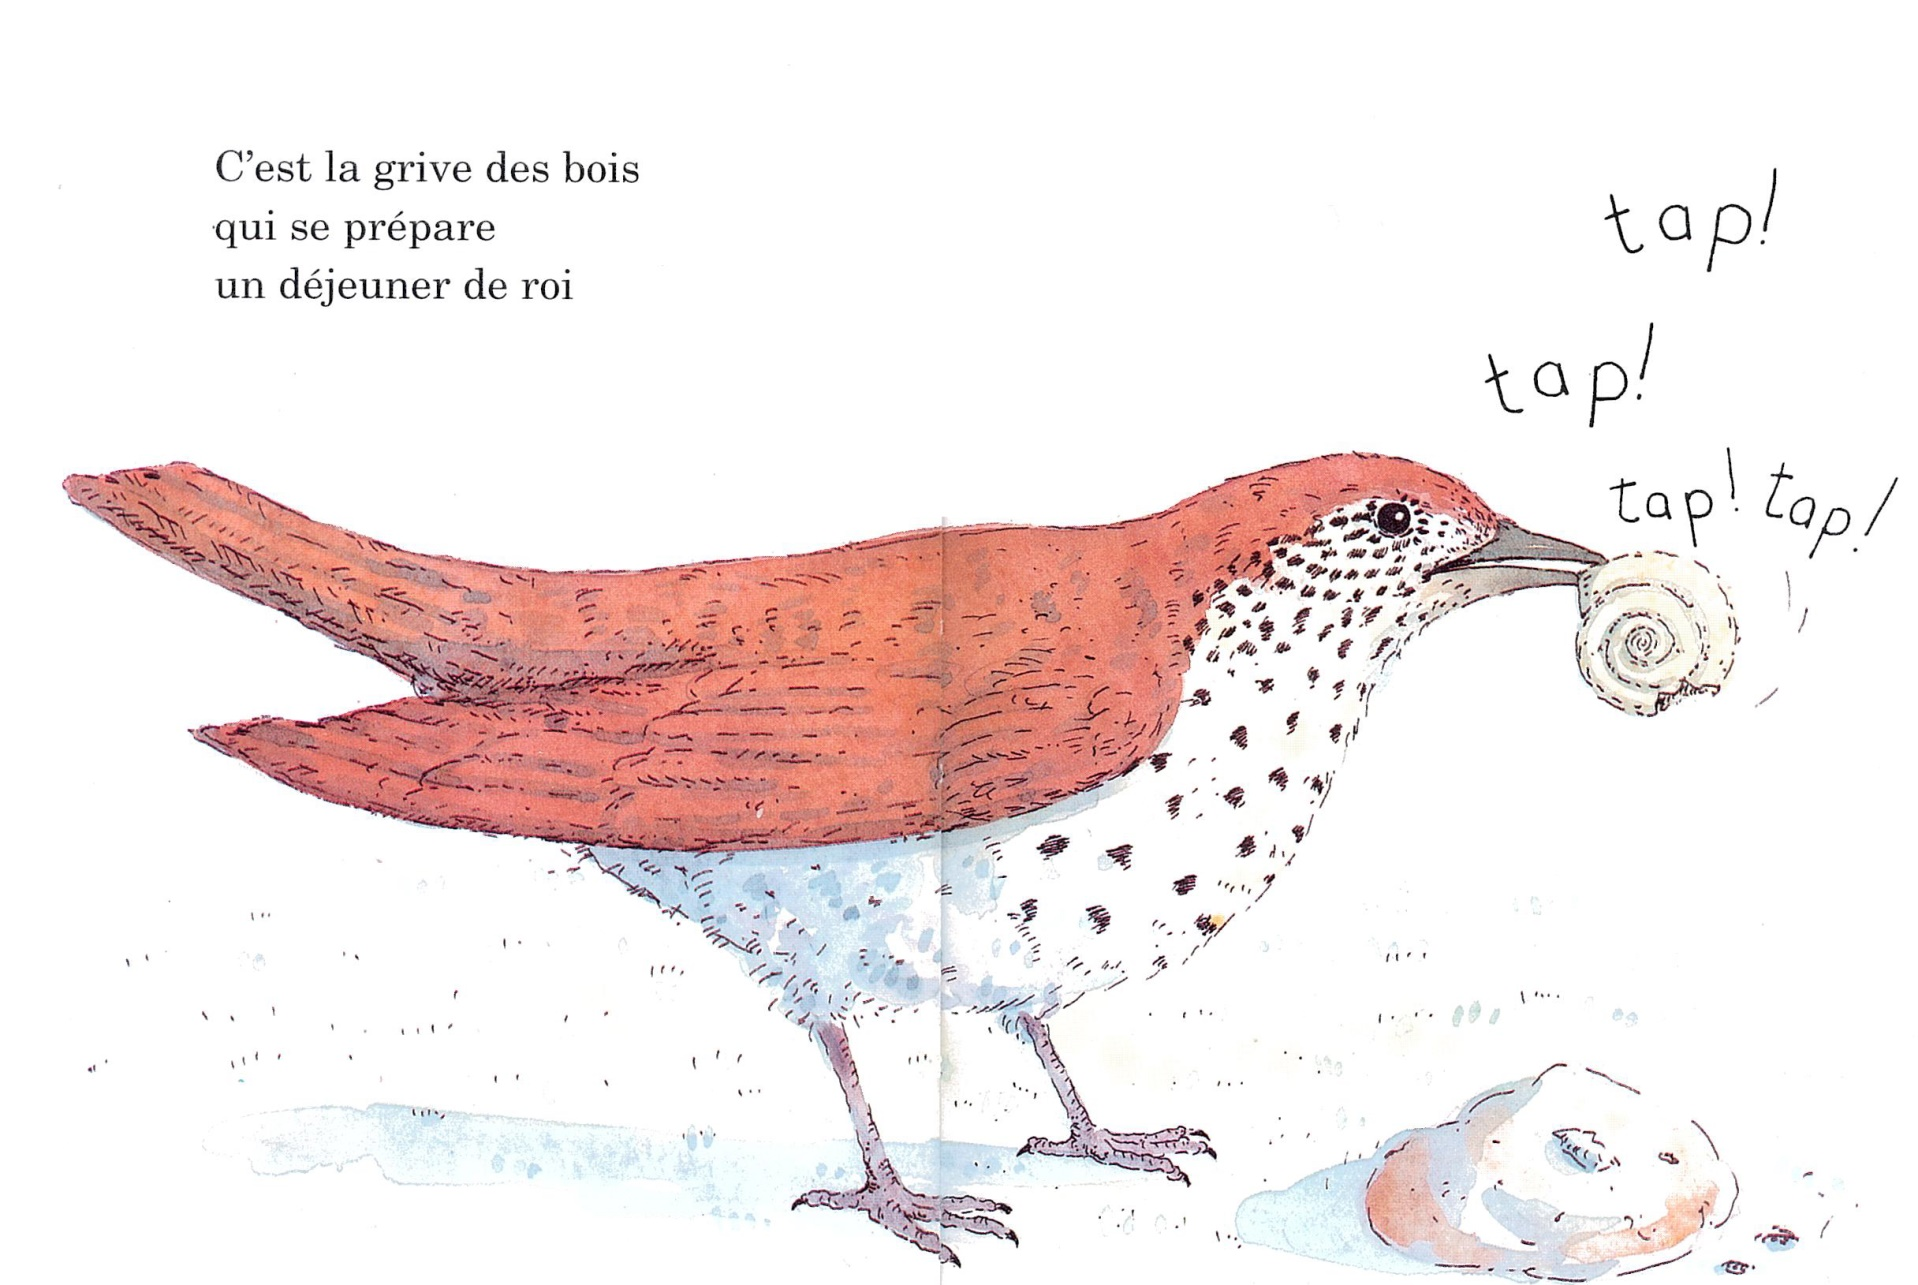 C'est la grive des bois
qui se prépare
un déjeuner de roi
tap!
tap!
tap! tap!